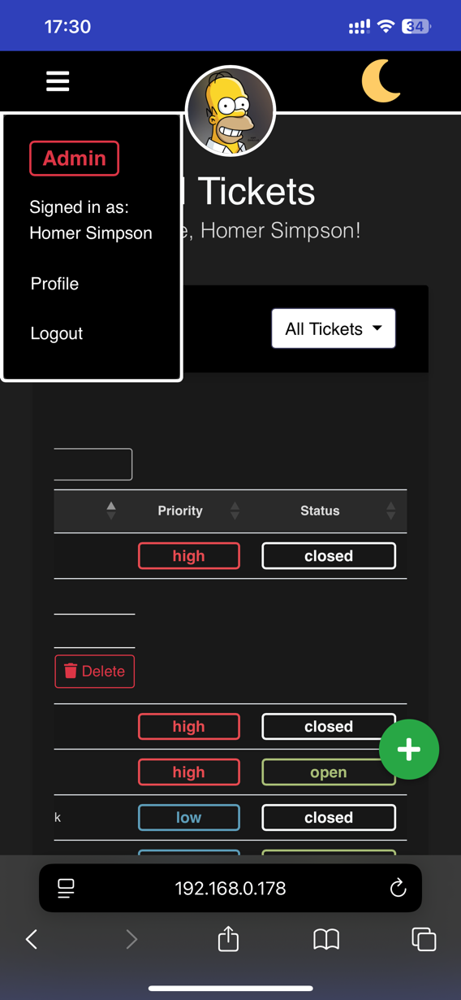 17:30
34
Admin
Signed in as:
Homer Simpson
Profile
Logout
Tickets
, Homer Simpson!
All Tickets
Priority
Status
high
closed
Delete
high
closed
high
open
k
low
closed
192.168.0.178